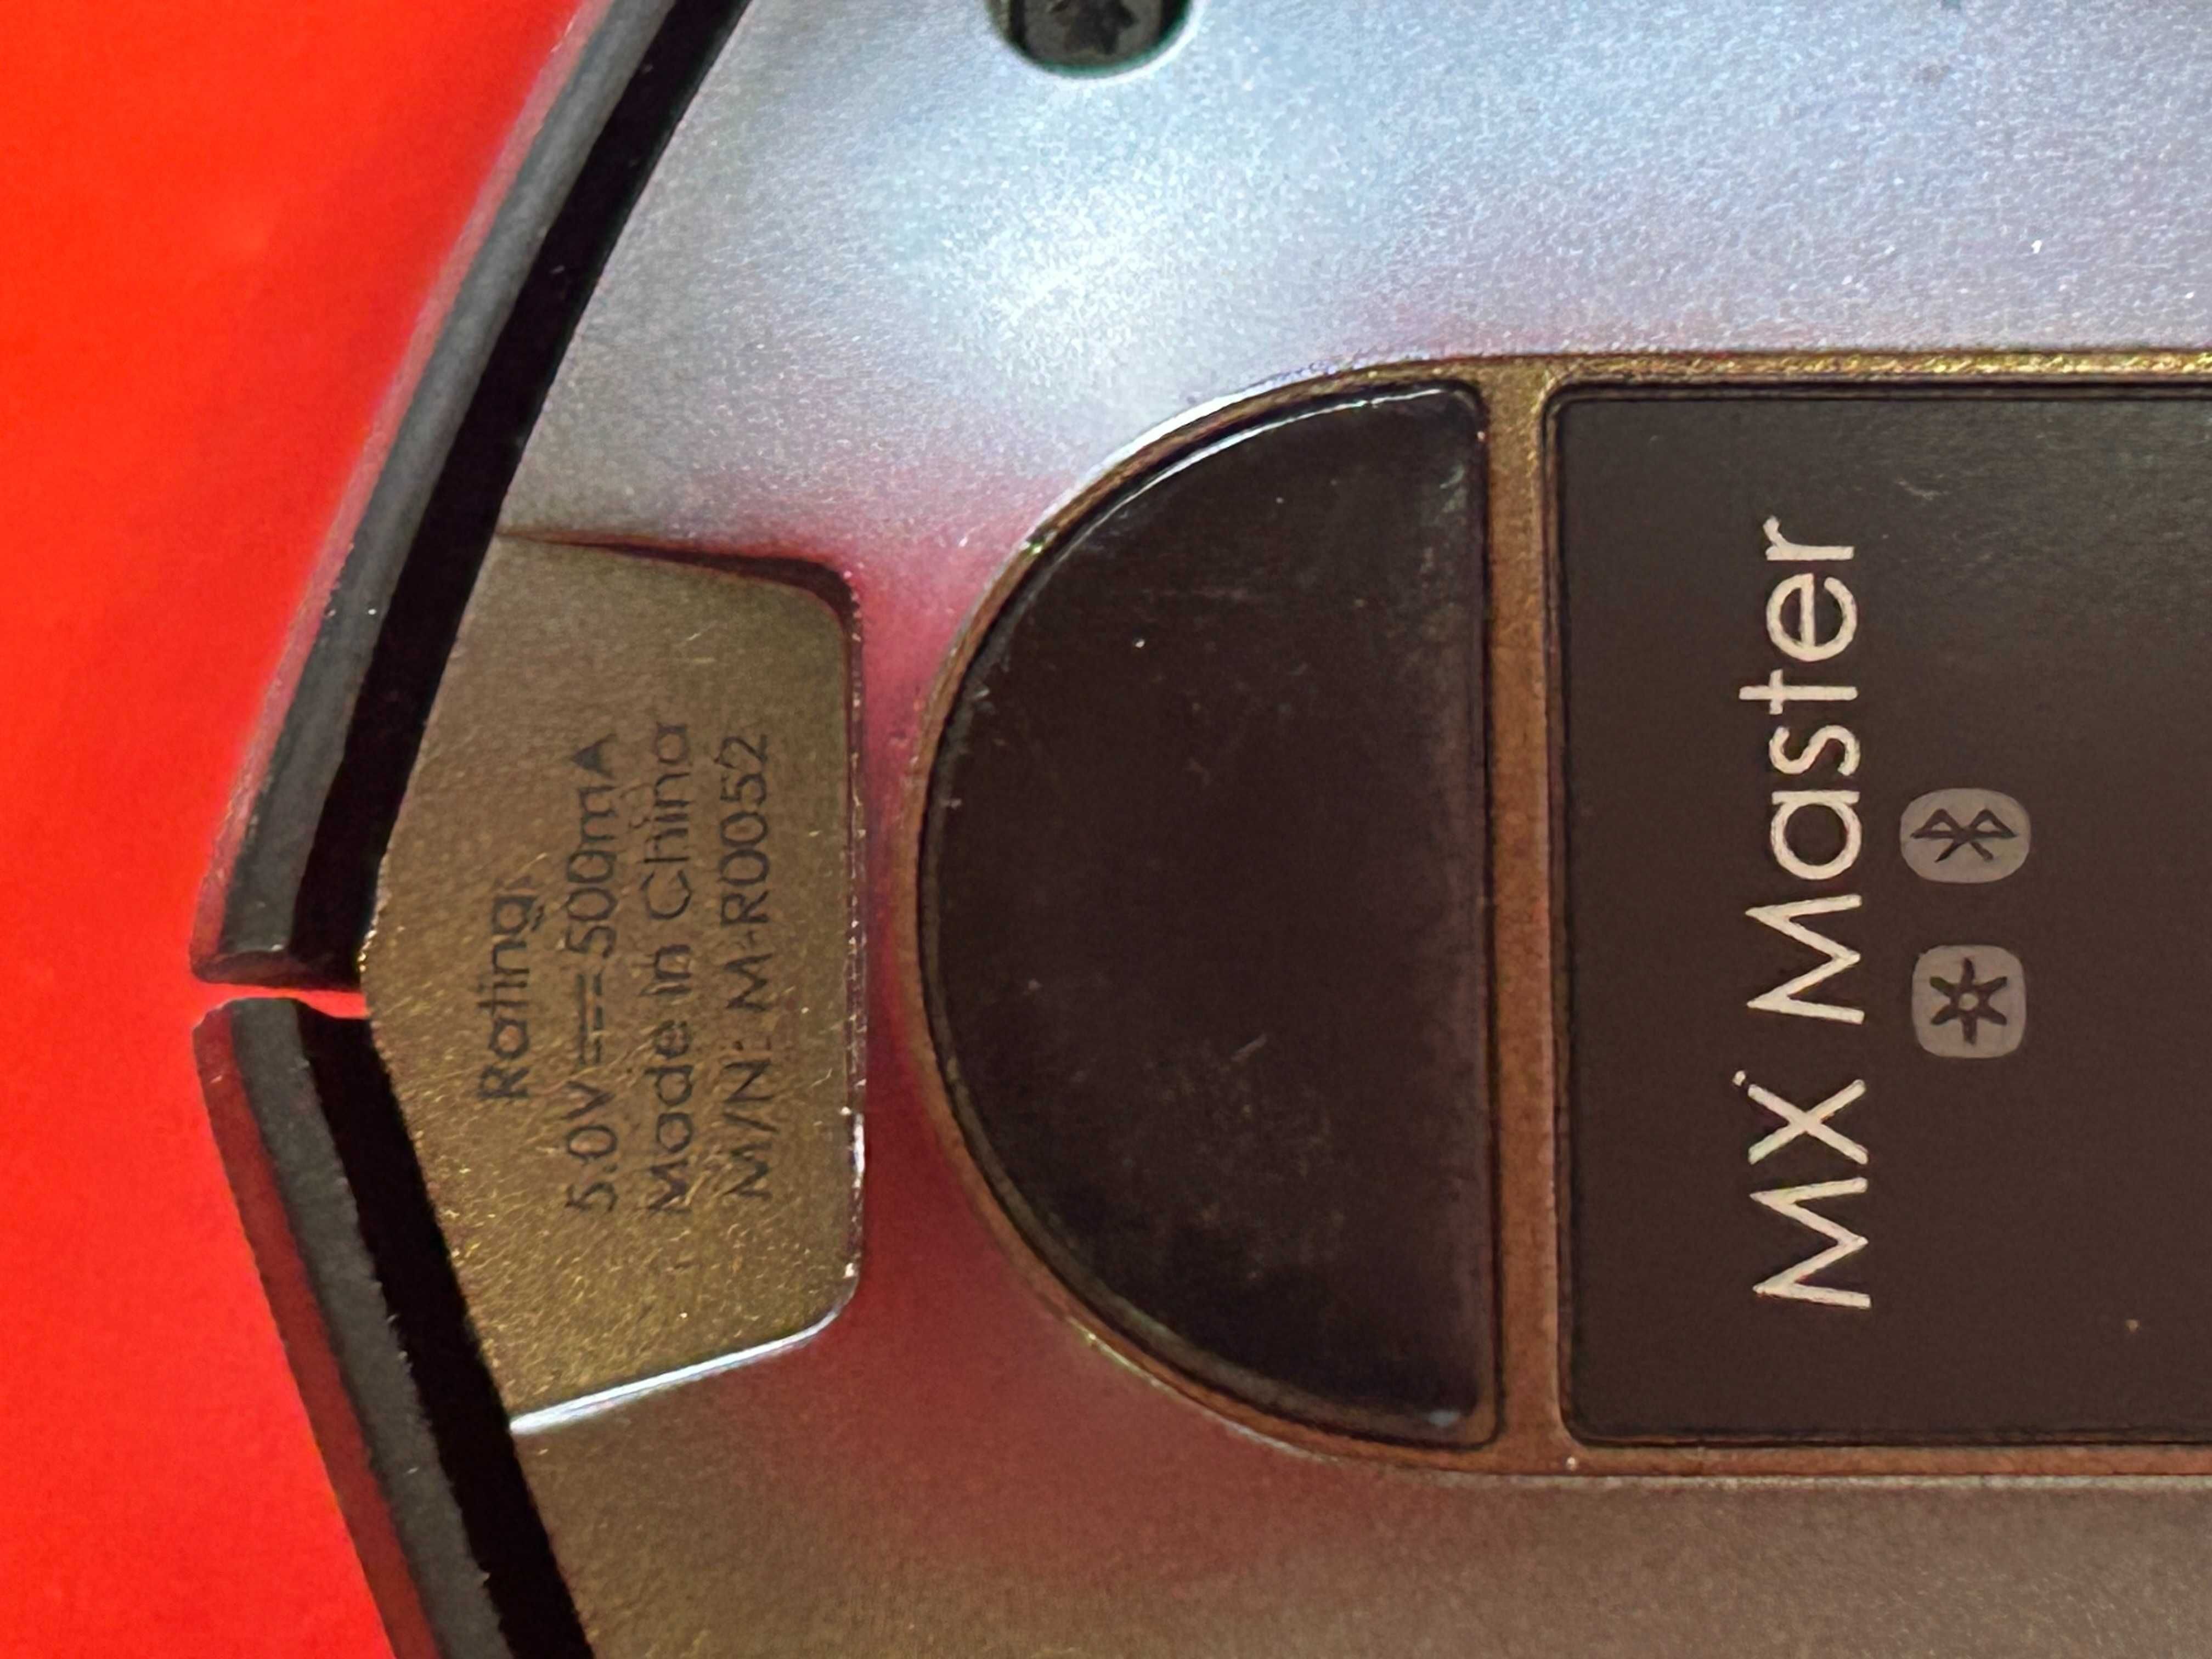 Rating:
5.0V⎓500mA
Made in China
M/N: M-R0052
MX Master